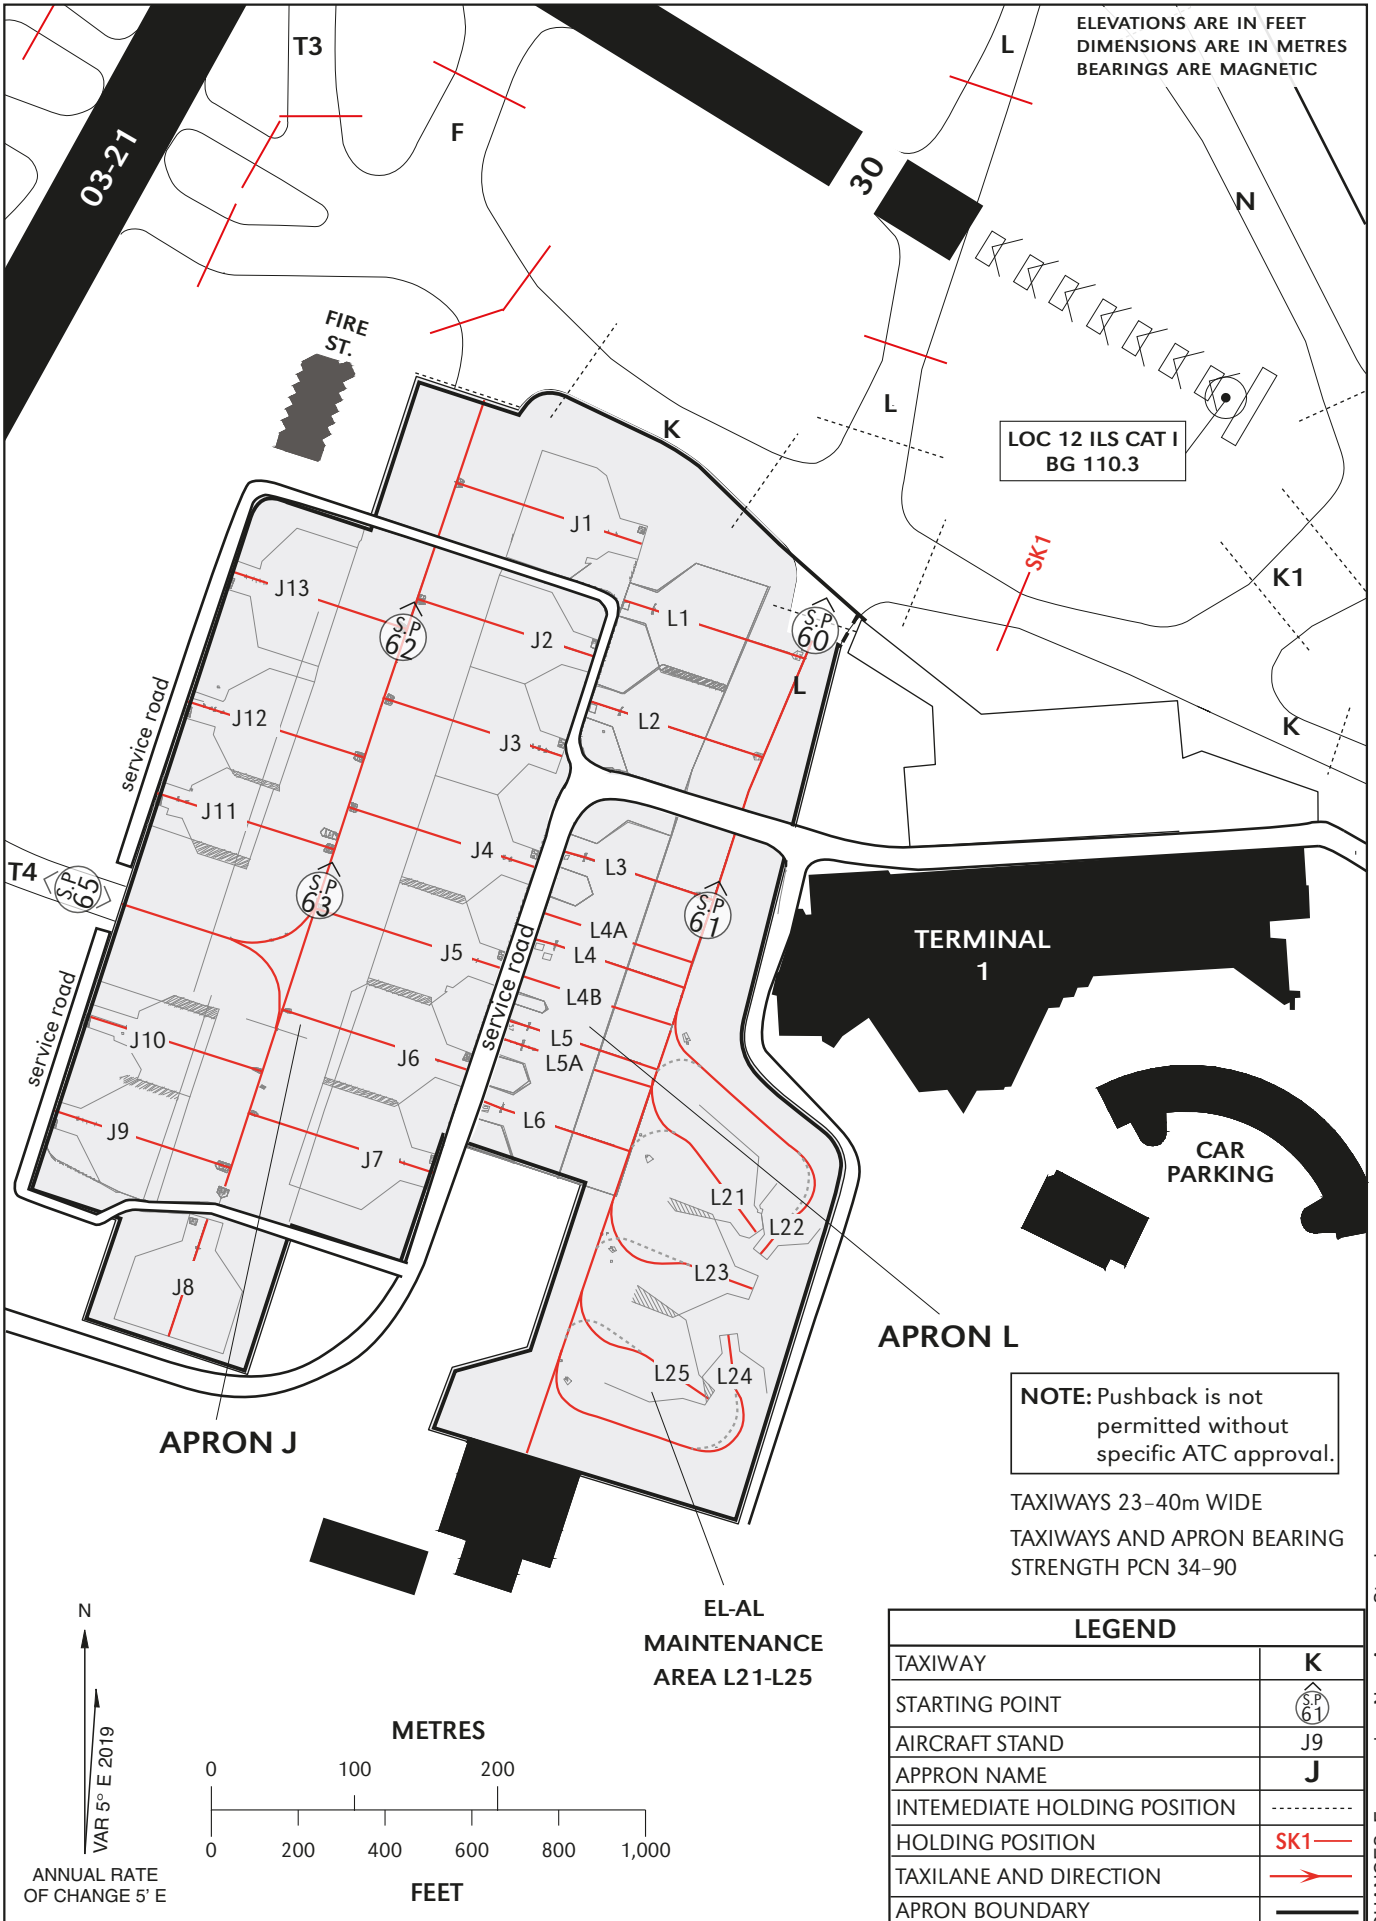 ELEVATIONS ARE IN FEET
DIMENSIONS ARE IN METRES
BEARINGS ARE MAGNETIC
T3
L
F
03-21
30
N
FIRE
ST.
K
L
LOC 12 ILS CAT I
BG 110.3
SK1
K1
J1
J13
L1
S.P
62
J2
S.P
60
L
service road
J12
L2
J3
K
J11
J4
L3
T4
S.P
65
S.P
63
S.P
61
L4A
TERMINAL
1
J5
L4
service road
L4B
service road
J10
J6
L5
L5A
J9
L6
J7
CAR
PARKING
L21
L22
J8
L23
APRON L
L25
L24
NOTE: Pushback is not
permitted without
specific ATC approval.
APRON J
TAXIWAYS 23-40m WIDE
TAXIWAYS AND APRON BEARING
STRENGTH PCN 34-90
EL-AL
MAINTENANCE
AREA L21-L25
N
VAR 5° E 2019
ANNUAL RATE
OF CHANGE 5' E
METRES
0 100 200
0 200 400 600 800 1,000
FEET
LEGEND
TAXIWAY K
STARTING POINT S.P 61
AIRCRAFT STAND J9
APPRON NAME J
INTEMEDIATE HOLDING POSITION
HOLDING POSITION SK1
TAXILANE AND DIRECTION
APRON BOUNDARY